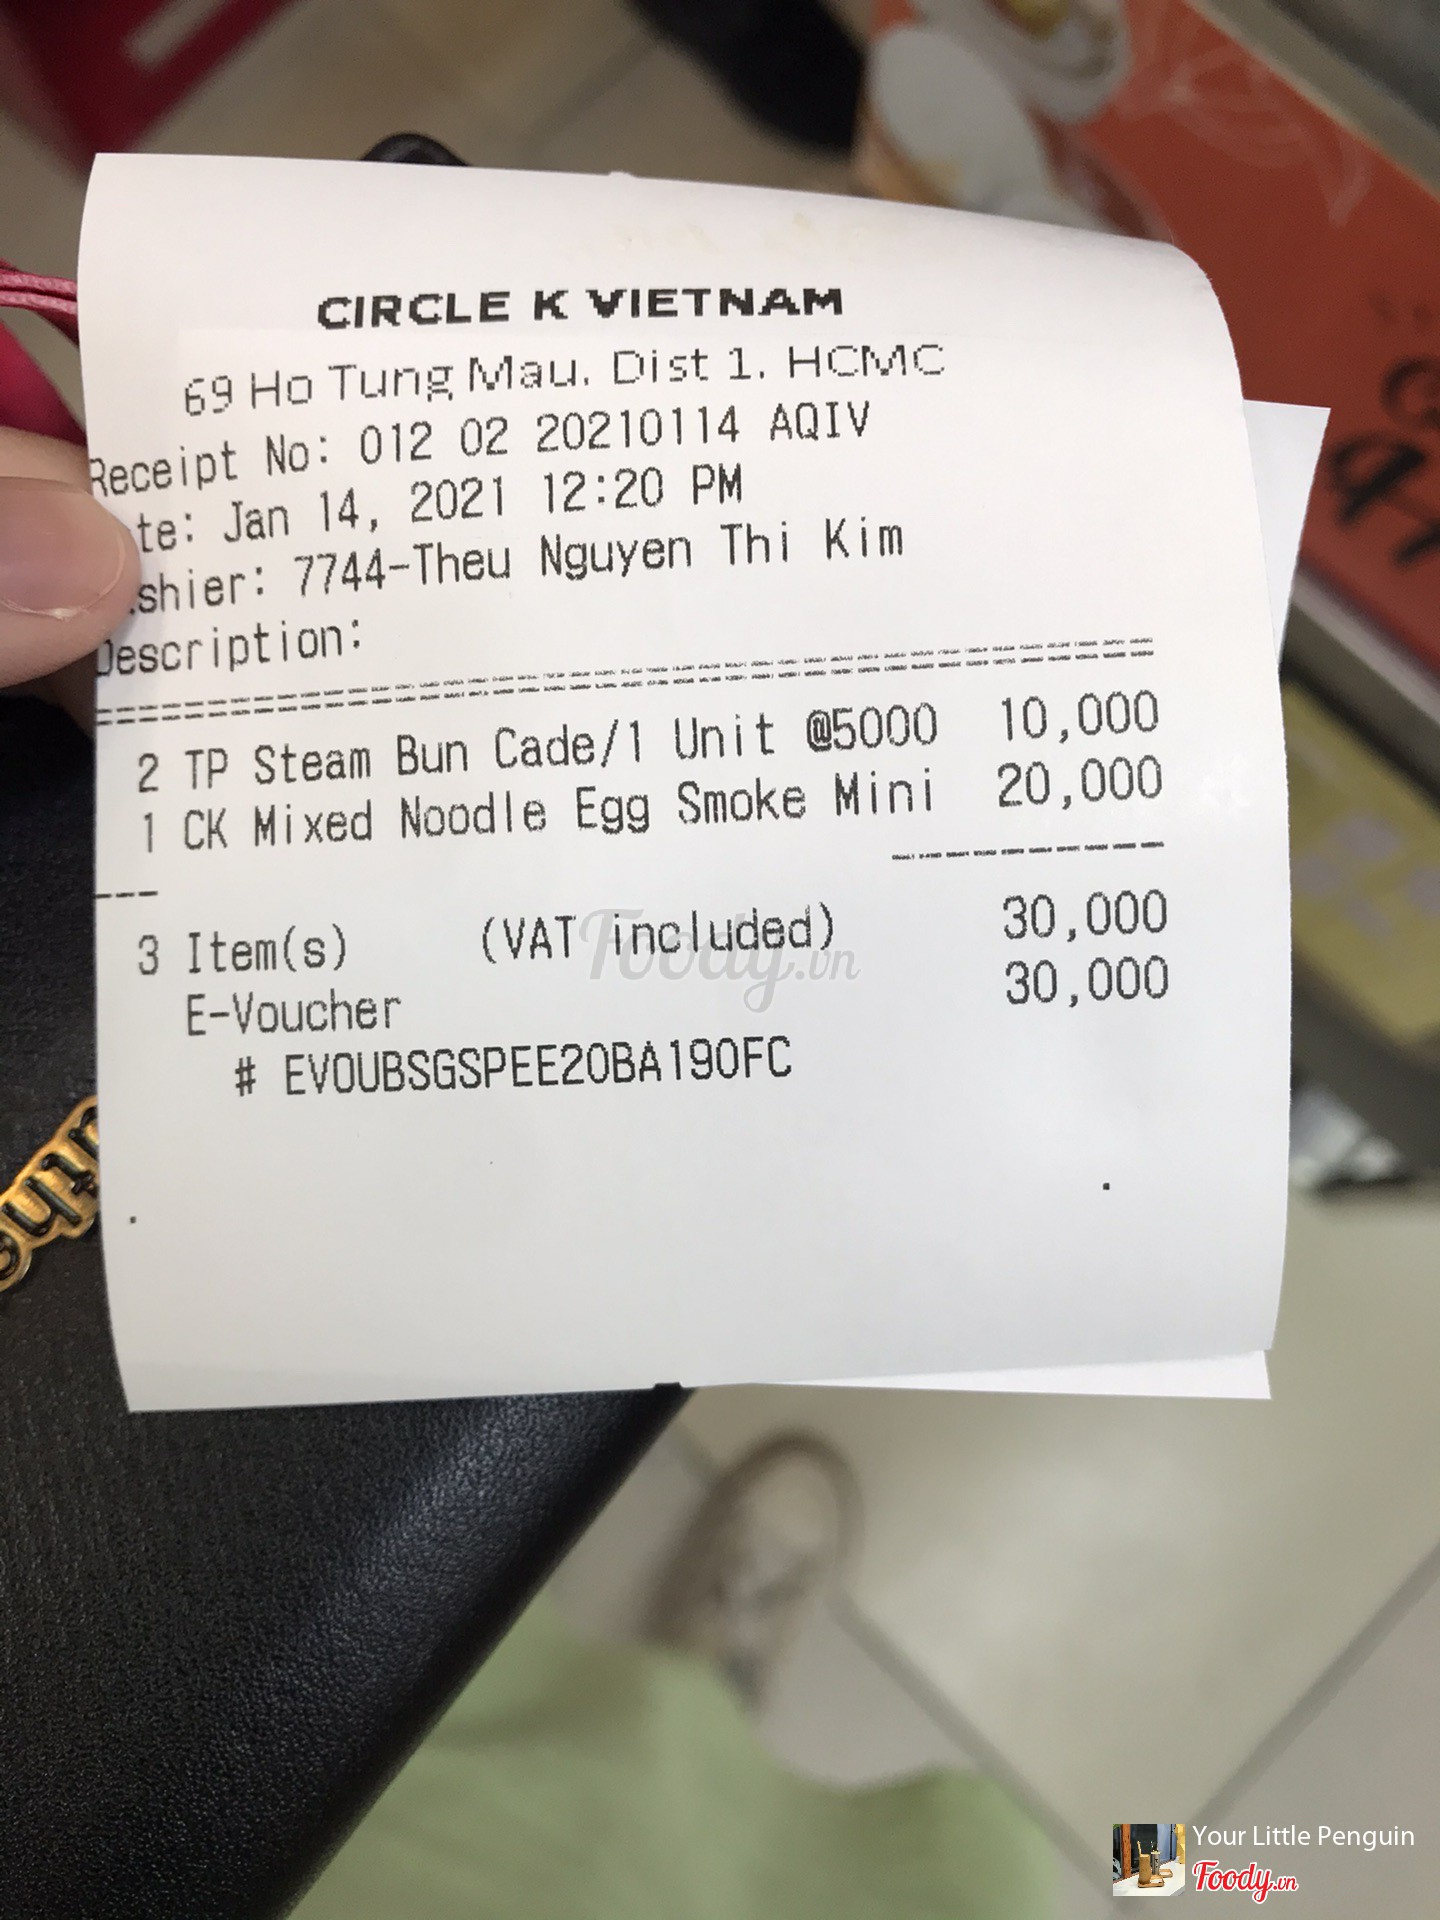 CIRCLE K VIETNAM
69 Ho Tung Mau. Dist 1. HCMC
Receipt No: 012 02 20210114 AQIV
te: Jan 14, 2021 12:20 PM
shier: 7744-Theu Nguyen Thi Kim
Description:
2 TP Steam Bun Cade/1 Unit @5000 10,000
1 CK Mixed Noodle Egg Smoke Mini 20,000
3 Item(s) (VAT included) 30,000
E-Voucher 30,000
# EVOUBSGSPEE20BA190FC
Foody.vn
Your Little Penguin
Foody.vn